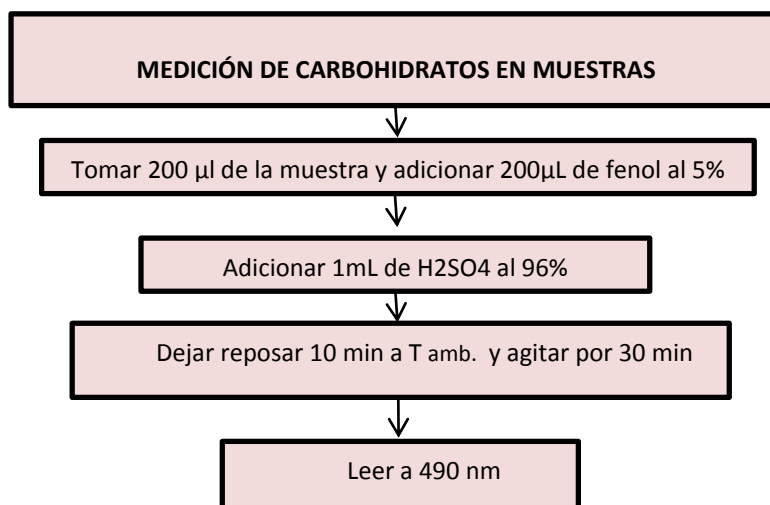 MEDICIÓN DE CARBOHIDRATOS EN MUESTRAS
Tomar 200 µl de la muestra y adicionar 200µL de fenol al 5%
Adicionar 1mL de H2SO4 al 96%
Dejar reposar 10 min a T amb. y agitar por 30 min
Leer a 490 nm